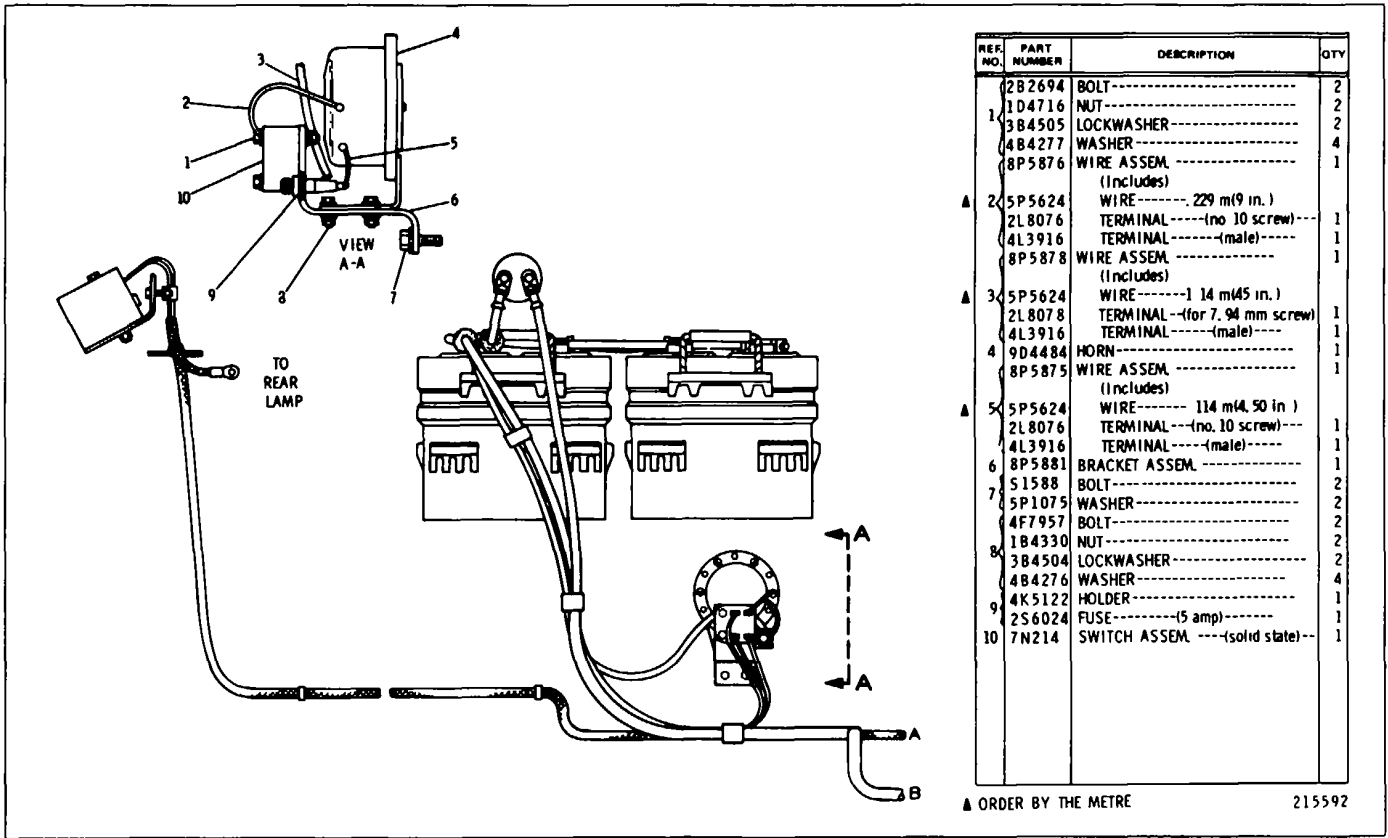 4
3
2
1
10
5
6
VIEW
A-A
9
8
7
TO
REAR
LAMP
A
A
A
B
REF. NO. PART NUMBER DESCRIPTION QTY
2B2694 BOLT 2
1 1D4716 NUT 2
3B4505 LOCKWASHER 2
4B4277 WASHER 4
8P5876 WIRE ASSEM. 1
(Includes)
▲ 2 5P5624 WIRE--------.229 m(9 in.)
2L8076 TERMINAL-----(no 10 screw)--- 1
4L3916 TERMINAL-------(male)----- 1
8P5878 WIRE ASSEM. 1
(Includes)
▲ 3 5P5624 WIRE-------1 14 m(45 in.)
2L8078 TERMINAL--(for 7.94 mm screw) 1
4L3916 TERMINAL------(male)---- 1
4 9D4484 HORN 1
8P5875 WIRE ASSEM. 1
(Includes)
▲ 5 5P5624 WIRE------- 114 m(4.50 in )
2L8076 TERMINAL---(no. 10 screw)--- 1
4L3916 TERMINAL-----(male)----- 1
6 8P5881 BRACKET ASSEM. 1
7 S1588 BOLT 2
5P1075 WASHER 2
4F7957 BOLT 2
1B4330 NUT 2
8 3B4504 LOCKWASHER 2
4B4276 WASHER 4
9 4K5122 HOLDER 1
2S6024 FUSE---------(5 amp)------- 1
10 7N214 SWITCH ASSEM. ----(solid state)-- 1
▲ ORDER BY THE METRE 215592